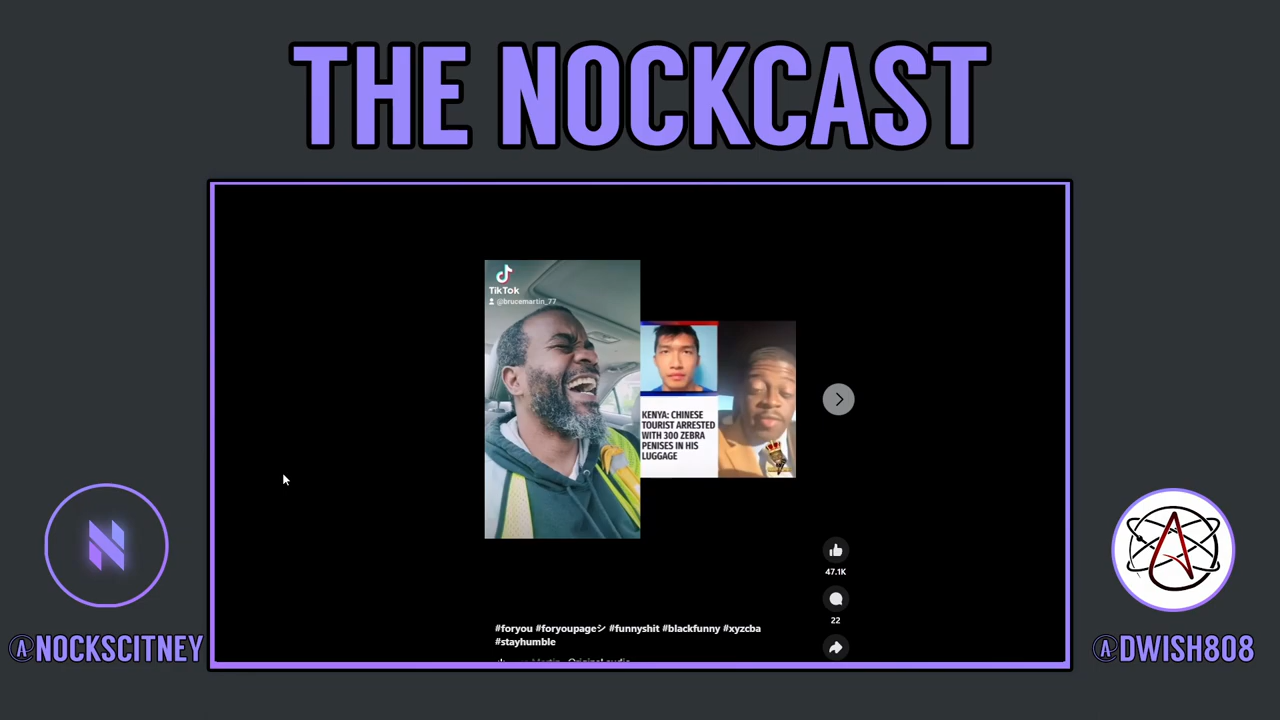 THE NOCKCAST
TikTok
@brucemartin_77
KENYA: CHINESE
TOURIST ARRESTED
WITH 300 ZEBRA
PENISES IN HIS
LUGGAGE
47.1K
22
#foryou #foryoupageシ #funnyshit #blackfunny #xyzcba
#stayhumble
@NOCKSCITNEY
@DWISH808